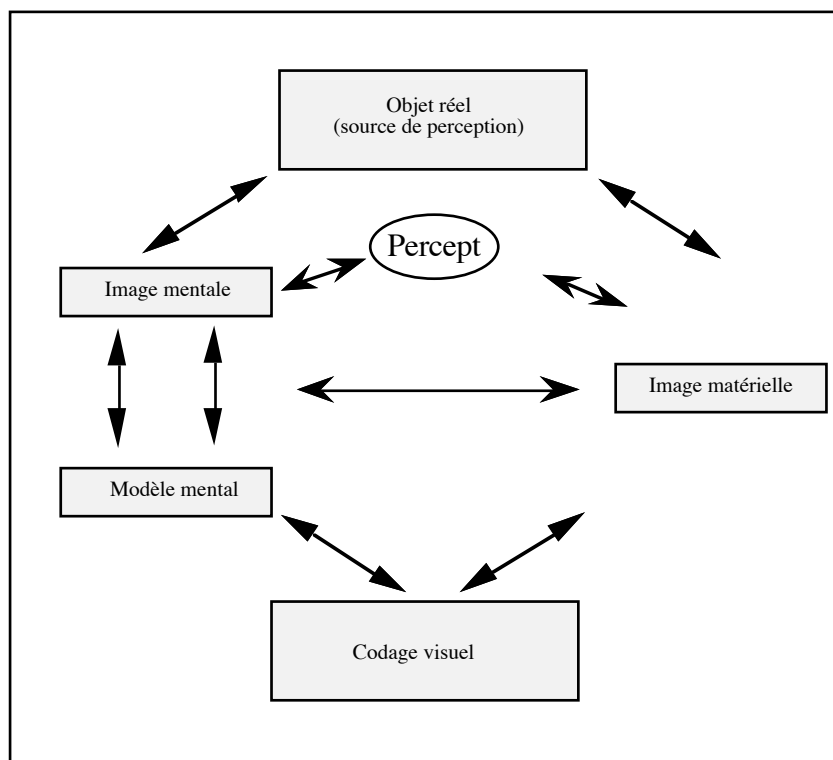 Objet réel
(source de perception)
Percept
Image mentale
Image matérielle
Modèle mental
Codage visuel